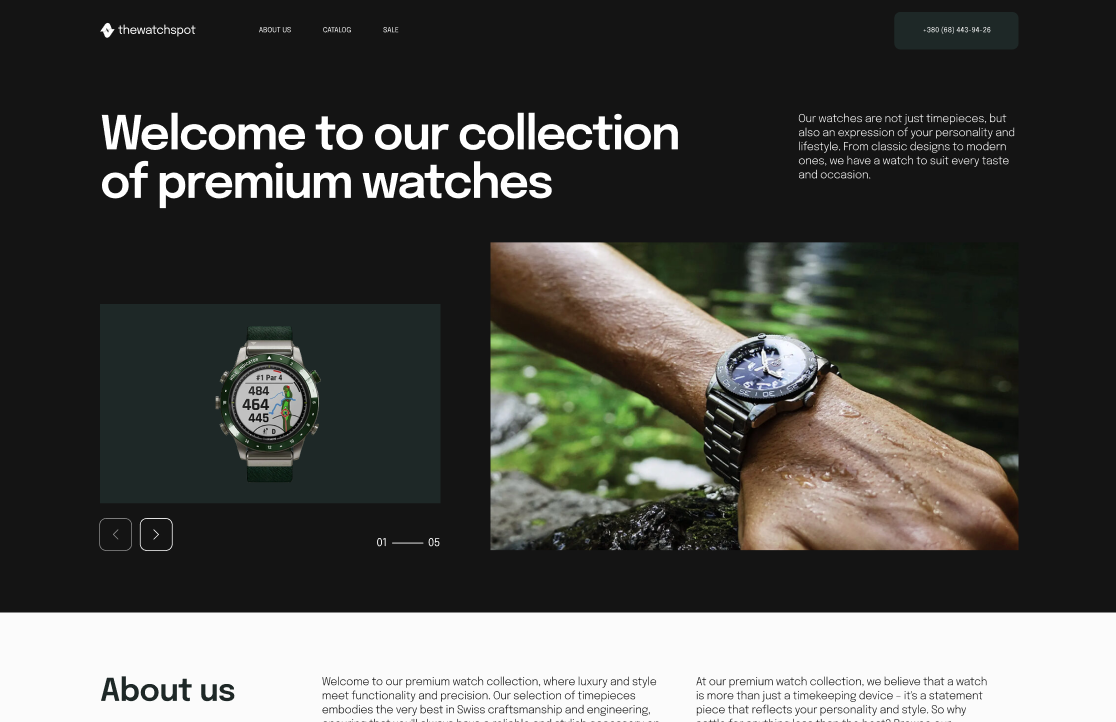 thewatchspot
ABOUT US
CATALOG
SALE
+380 (68) 443-94-26
Welcome to our collection
of premium watches
Our watches are not just timepieces, but
also an expression of your personality and
lifestyle. From classic designs to modern
ones, we have a watch to suit every taste
and occasion.
#1 Par 4
484
464
445
01
05
About us
Welcome to our premium watch collection, where luxury and style
meet functionality and precision. Our selection of timepieces
embodies the very best in Swiss craftsmanship and engineering,
At our premium watch collection, we believe that a watch
is more than just a timekeeping device – it's a statement
piece that reflects your personality and style. So why